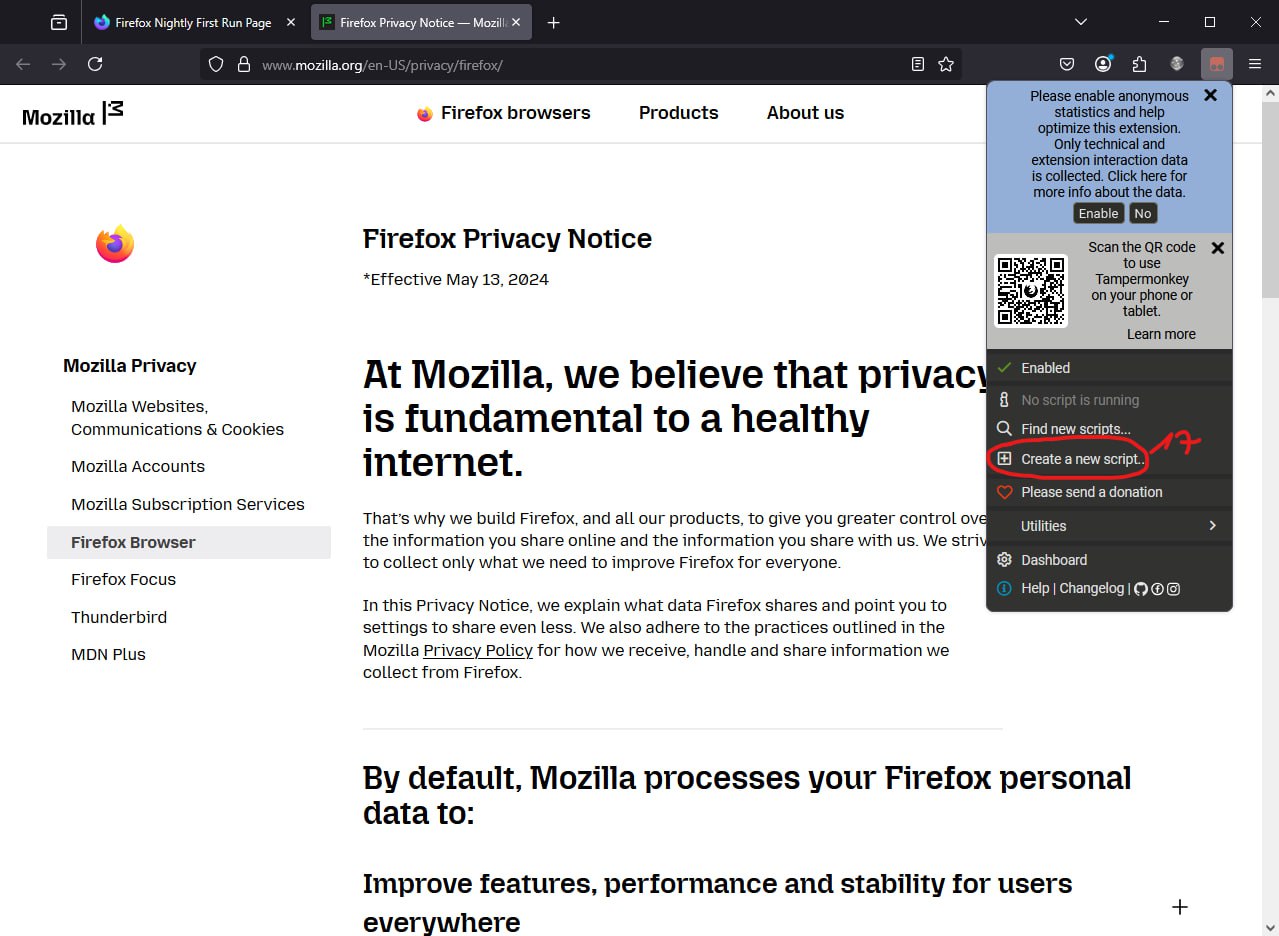 Firefox Nightly First Run Page
Firefox Privacy Notice — Mozill
www.mozilla.org/en-US/privacy/firefox/
Mozilla
Firefox browsers
Products
About us
Please enable anonymous
statistics and help
optimize this extension.
Only technical and
extension interaction data
is collected. Click here for
more info about the data.
Enable
No
Scan the QR code
to use
Tampermonkey
on your phone or
tablet.
Learn more
Enabled
No script is running
Find new scripts...
Create a new script...
17
Please send a donation
Utilities
Dashboard
Help | Changelog |
Firefox Privacy Notice
*Effective May 13, 2024
Mozilla Privacy
Mozilla Websites,
Communications & Cookies
Mozilla Accounts
Mozilla Subscription Services
Firefox Browser
Firefox Focus
Thunderbird
MDN Plus
At Mozilla, we believe that privacy
is fundamental to a healthy
internet.
That's why we build Firefox, and all our products, to give you greater control ove
the information you share online and the information you share with us. We striv
to collect only what we need to improve Firefox for everyone.
In this Privacy Notice, we explain what data Firefox shares and point you to
settings to share even less. We also adhere to the practices outlined in the
Mozilla Privacy Policy for how we receive, handle and share information we
collect from Firefox.
By default, Mozilla processes your Firefox personal
data to:
Improve features, performance and stability for users
everywhere